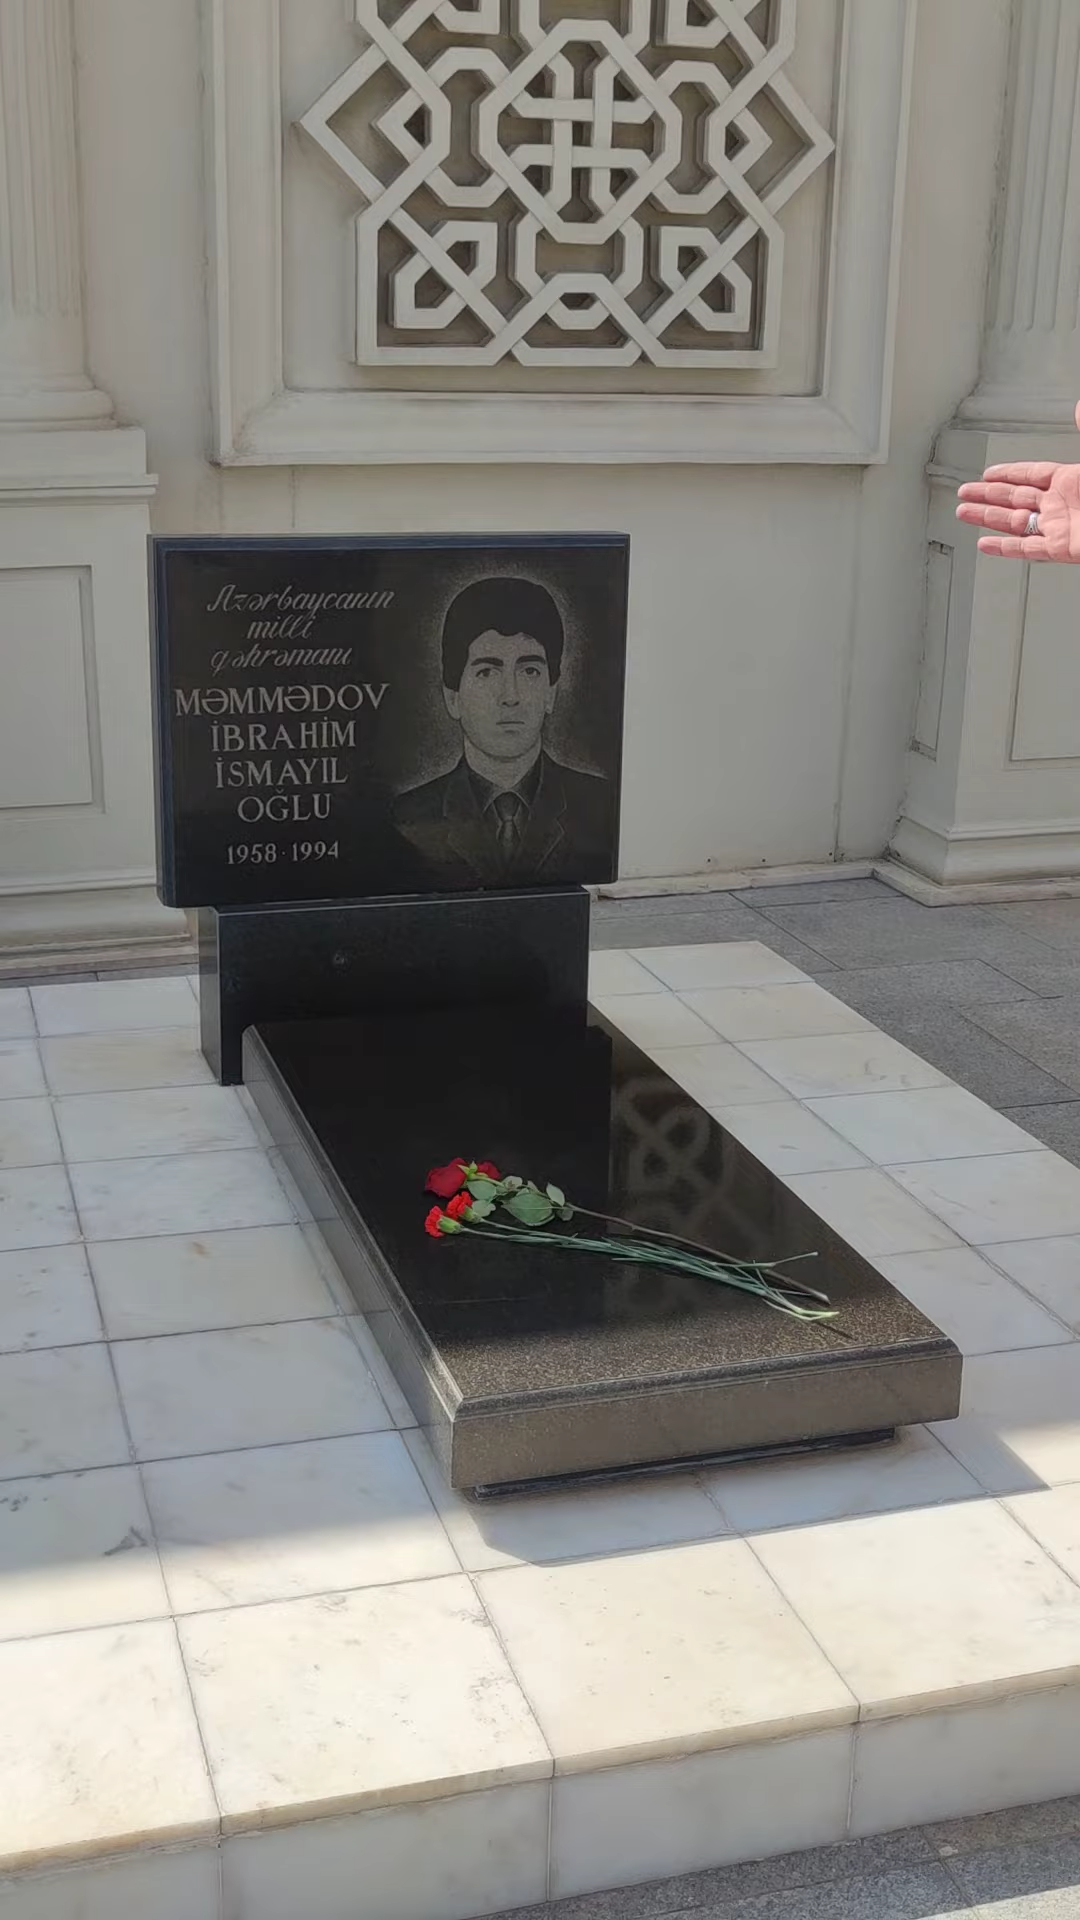 Azərbaycanın
milli
qəhrəmanı
MƏMMƏDOV
İBRAHİM
İSMAYIL
OĞLU
1958 · 1994